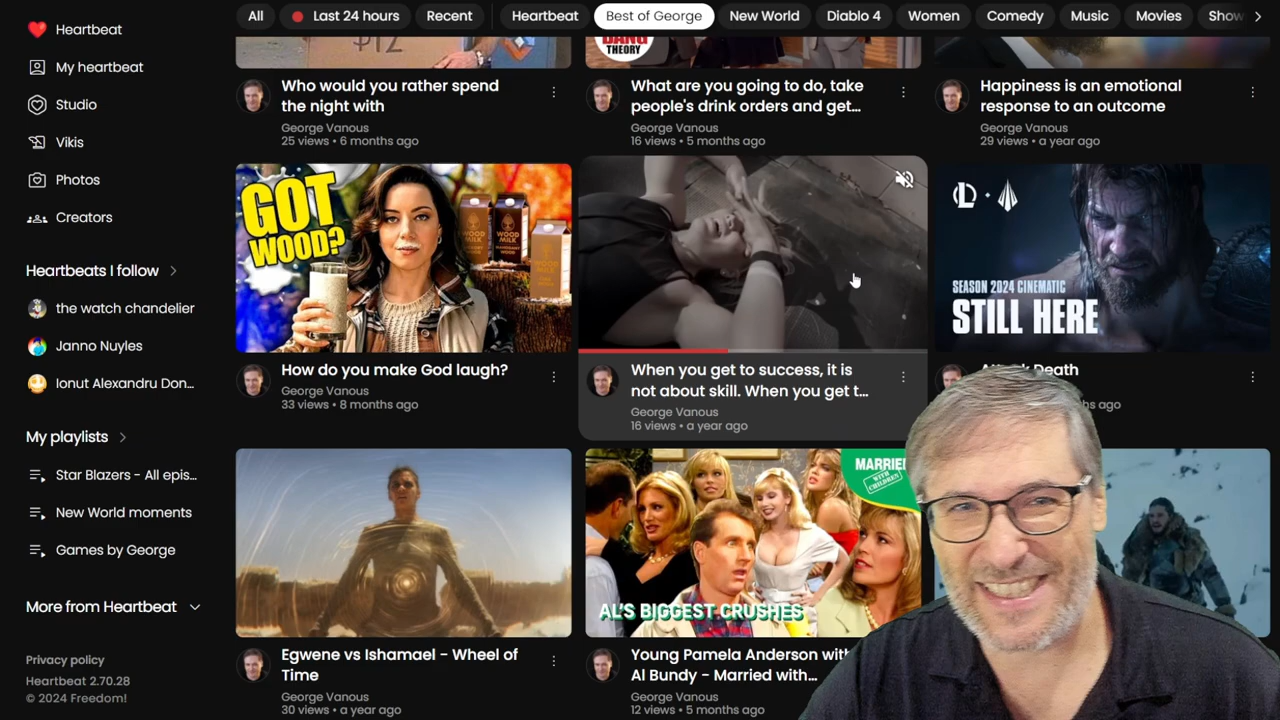 Heartbeat
My heartbeat
Studio
Vikis
Photos
Creators
Heartbeats I follow
the watch chandelier
Janno Nuyles
Ionut Alexandru Don...
My playlists
Star Blazers - All epis...
New World moments
Games by George
More from Heartbeat
Privacy policy
Heartbeat 2.70.28
© 2024 Freedom!
All
Last 24 hours
Recent
Heartbeat
Best of George
New World
Diablo 4
Women
Comedy
Music
Movies
Show
THEORY
Who would you rather spend
the night with
George Vanous
25 views • 6 months ago
What are you going to do, take
people's drink orders and get...
George Vanous
16 views • 5 months ago
Happiness is an emotional
response to an outcome
George Vanous
29 views • a year ago
GOT
WOOD?
WOOD
MILK
WOOD
MILK
WOOD
MILK
How do you make God laugh?
George Vanous
33 views • 8 months ago
When you get to success, it is
not about skill. When you get t...
George Vanous
16 views • a year ago
SEASON 2024 CINEMATIC
STILL HERE
Death
ago
Egwene vs Ishamael - Wheel of
Time
George Vanous
30 views • a year ago
MARRIED
WITH
CHILDREN
AL'S BIGGEST CRUSHES
Young Pamela Anderson with
Al Bundy - Married with...
George Vanous
12 views • 5 months ago